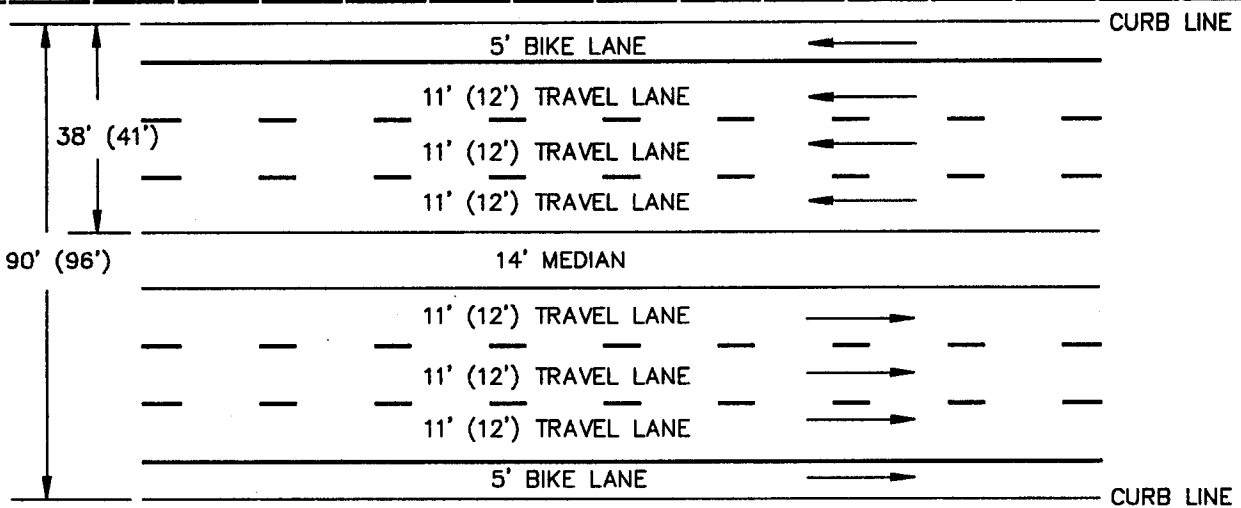 CURB LINE
5' BIKE LANE
11' (12') TRAVEL LANE
38' (41')
11' (12') TRAVEL LANE
11' (12') TRAVEL LANE
90' (96')
14' MEDIAN
11' (12') TRAVEL LANE
11' (12') TRAVEL LANE
11' (12') TRAVEL LANE
5' BIKE LANE
CURB LINE